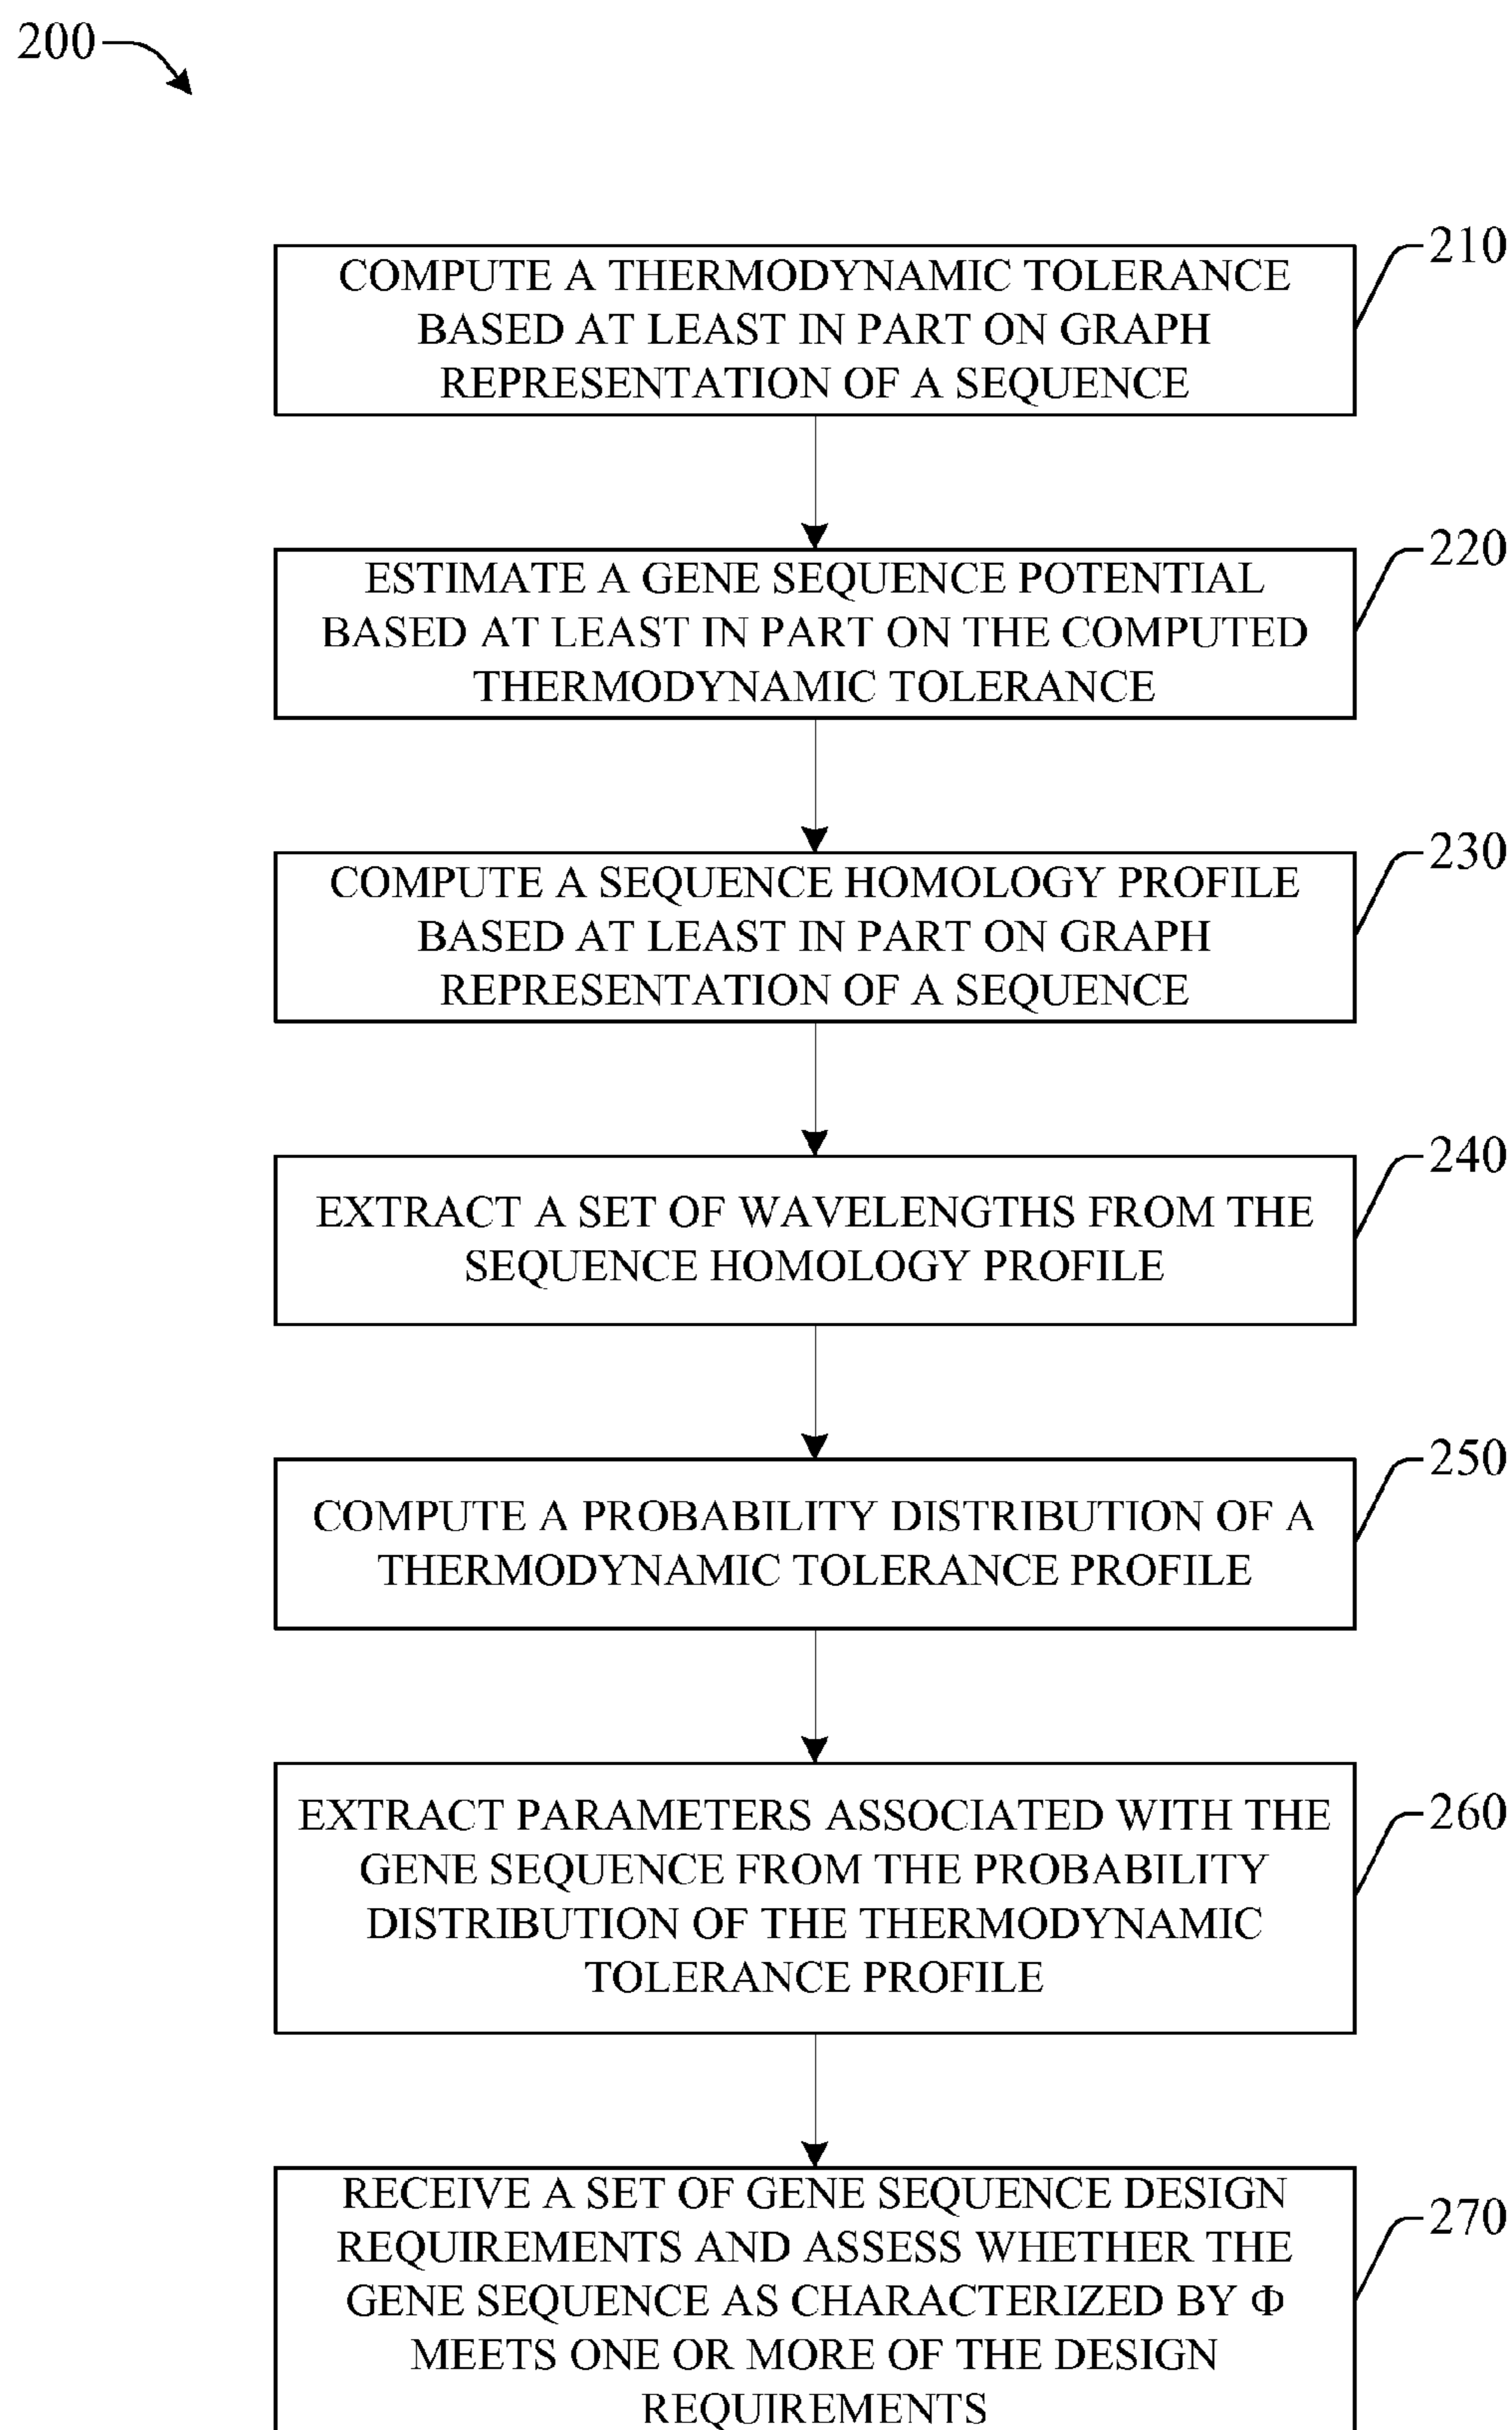 200
210
COMPUTE A THERMODYNAMIC TOLERANCE
BASED AT LEAST IN PART ON GRAPH
REPRESENTATION OF A SEQUENCE
220
ESTIMATE A GENE SEQUENCE POTENTIAL
BASED AT LEAST IN PART ON THE COMPUTED
THERMODYNAMIC TOLERANCE
230
COMPUTE A SEQUENCE HOMOLOGY PROFILE
BASED AT LEAST IN PART ON GRAPH
REPRESENTATION OF A SEQUENCE
240
EXTRACT A SET OF WAVELENGTHS FROM THE
SEQUENCE HOMOLOGY PROFILE
250
COMPUTE A PROBABILITY DISTRIBUTION OF A
THERMODYNAMIC TOLERANCE PROFILE
260
EXTRACT PARAMETERS ASSOCIATED WITH THE
GENE SEQUENCE FROM THE PROBABILITY
DISTRIBUTION OF THE THERMODYNAMIC
TOLERANCE PROFILE
270
RECEIVE A SET OF GENE SEQUENCE DESIGN
REQUIREMENTS AND ASSESS WHETHER THE
GENE SEQUENCE AS CHARACTERIZED BY Φ
MEETS ONE OR MORE OF THE DESIGN
REQUIREMENTS